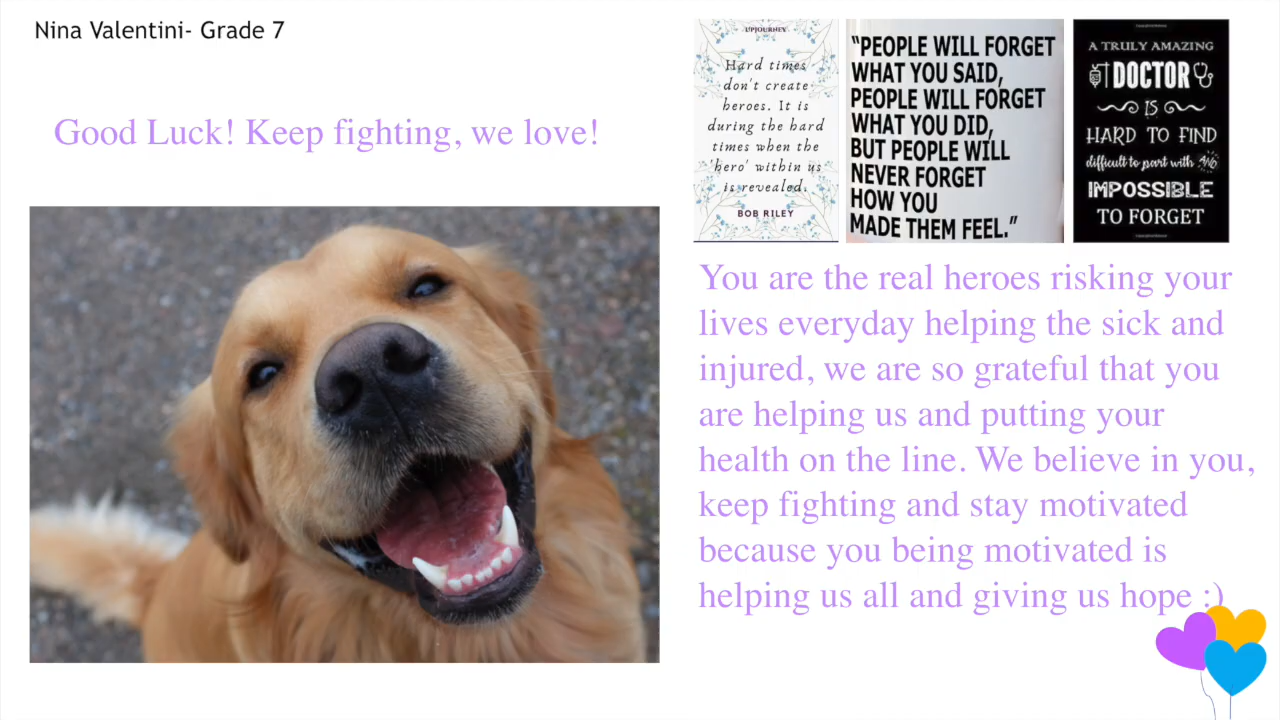 Nina Valentini- Grade 7
Good Luck! Keep fighting, we love!
UPJOURNEY
Hard times
don't create
heroes. It is
during the hard
times when the
'hero' within us
is revealed.
BOB RILEY
“PEOPLE WILL FORGET
WHAT YOU SAID,
PEOPLE WILL FORGET
WHAT YOU DID,
BUT PEOPLE WILL
NEVER FORGET
HOW YOU
MADE THEM FEEL.”
A TRULY AMAZING
DOCTOR
IS
HARD TO FIND
difficult to part with AND
IMPOSSIBLE
TO FORGET
You are the real heroes risking your
lives everyday helping the sick and
injured, we are so grateful that you
are helping us and putting your
health on the line. We believe in you,
keep fighting and stay motivated
because you being motivated is
helping us all and giving us hope :)